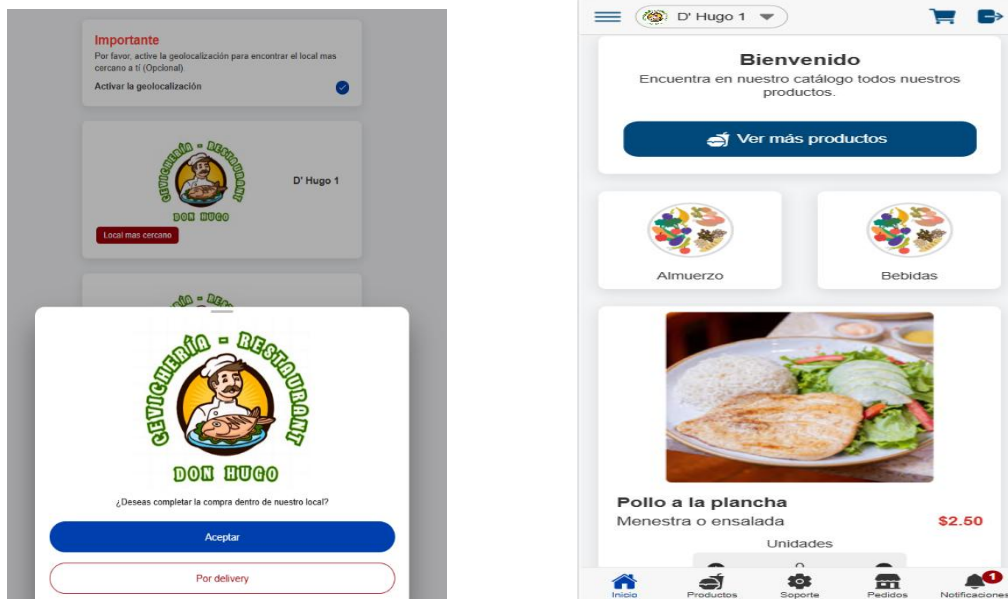 Importante
Por favor, active la geolocalización para encontrar el local mas
cercano a tí (Opcional).
Activar la geolocalización
CEVICHERÍA - RESTAURANT
DON HUGO
D' Hugo 1
Local mas cercano
CEVICHERÍA - RESTAURANT
DON HUGO
¿Deseas completar la compra dentro de nuestro local?
Aceptar
Por delivery
D' Hugo 1
Bienvenido
Encuentra en nuestro catálogo todos nuestros
productos.
Ver más productos
Almuerzo
Bebidas
Pollo a la plancha
Menestra o ensalada
$2.50
Unidades
Inicio
Productos
Soporte
Pedidos
1
Notificaciones